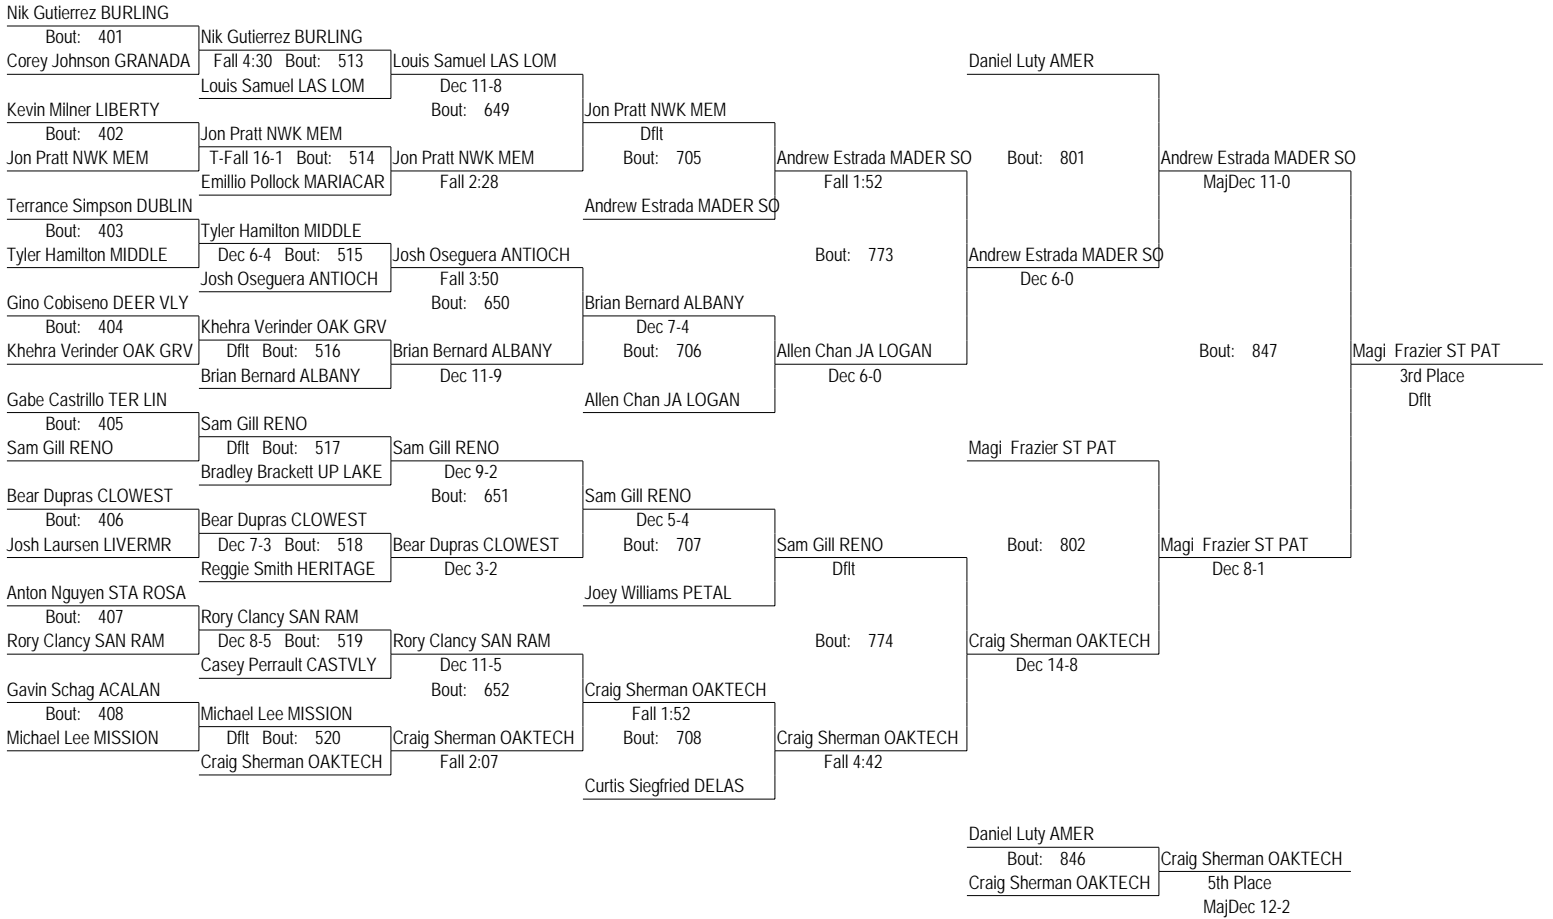 Nik Gutierrez BURLING
Bout: 401 Nik Gutierrez BURLING
Corey Johnson GRANADA Fall 4:30 Bout: 513 Louis Samuel LAS LOM Daniel Luty AMER
Louis Samuel LAS LOM Dec 11-8
Kevin Milner LIBERTY Bout: 649 Jon Pratt NWK MEM
Bout: 402 Jon Pratt NWK MEM Dflt
Jon Pratt NWK MEM T-Fall 16-1 Bout: 514 Jon Pratt NWK MEM Bout: 705 Andrew Estrada MADER SO Bout: 801 Andrew Estrada MADER SO
Emillio Pollock MARIACAR Fall 2:28 Fall 1:52 MajDec 11-0
Terrance Simpson DUBLIN Andrew Estrada MADER SO
Bout: 403 Tyler Hamilton MIDDLE
Tyler Hamilton MIDDLE Dec 6-4 Bout: 515 Josh Oseguera ANTIOCH Bout: 773 Andrew Estrada MADER SO
Josh Oseguera ANTIOCH Fall 3:50 Dec 6-0
Gino Cobiseno DEER VLY Bout: 650 Brian Bernard ALBANY
Bout: 404 Khehra Verinder OAK GRV Dec 7-4
Khehra Verinder OAK GRV Dflt Bout: 516 Brian Bernard ALBANY Bout: 706 Allen Chan JA LOGAN Bout: 847 Magi Frazier ST PAT
Brian Bernard ALBANY Dec 11-9 Dec 6-0 3rd Place
Gabe Castrillo TER LIN Allen Chan JA LOGAN Dflt
Bout: 405 Sam Gill RENO
Sam Gill RENO Dflt Bout: 517 Sam Gill RENO Magi Frazier ST PAT
Bradley Brackett UP LAKE Dec 9-2
Bear Dupras CLOWEST Bout: 651 Sam Gill RENO
Bout: 406 Bear Dupras CLOWEST Dec 5-4
Josh Laursen LIVERMR Dec 7-3 Bout: 518 Bear Dupras CLOWEST Bout: 707 Sam Gill RENO Bout: 802 Magi Frazier ST PAT
Reggie Smith HERITAGE Dec 3-2 Dflt Dec 8-1
Anton Nguyen STA ROSA Joey Williams PETAL
Bout: 407 Rory Clancy SAN RAM
Rory Clancy SAN RAM Dec 8-5 Bout: 519 Rory Clancy SAN RAM Bout: 774 Craig Sherman OAKTECH
Casey Perrault CASTVLY Dec 11-5 Dec 14-8
Gavin Schag ACALAN Bout: 652 Craig Sherman OAKTECH
Bout: 408 Michael Lee MISSION Fall 1:52
Michael Lee MISSION Dflt Bout: 520 Craig Sherman OAKTECH Bout: 708 Craig Sherman OAKTECH
Craig Sherman OAKTECH Fall 2:07 Fall 4:42
Curtis Siegfried DELAS
Daniel Luty AMER
Bout: 846 Craig Sherman OAKTECH
Craig Sherman OAKTECH 5th Place
MajDec 12-2